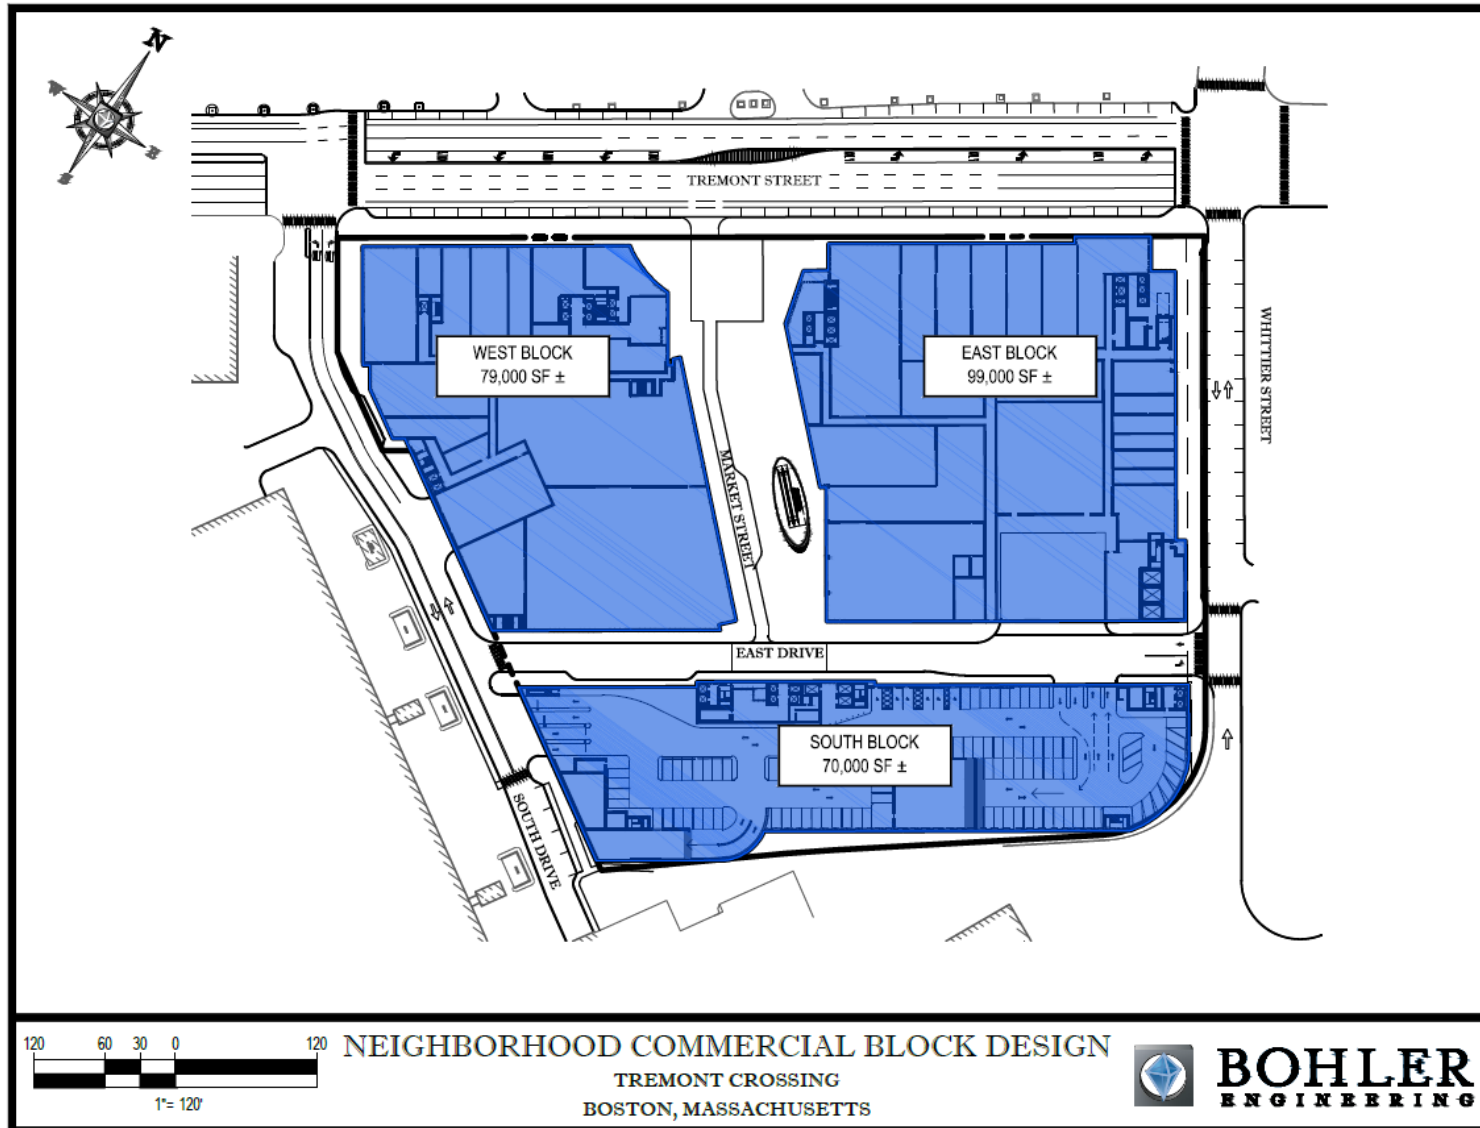 N
TREMONT STREET
WEST BLOCK
79,000 SF ±
EAST BLOCK
99,000 SF ±
WHITTIER STREET
MARKET STREET
EAST DRIVE
SOUTH BLOCK
70,000 SF ±
SOUTH DRIVE
120 60 30 0 120
1"= 120'
NEIGHBORHOOD COMMERCIAL BLOCK DESIGN
TREMONT CROSSING
BOSTON, MASSACHUSETTS
BOHLER
ENGINEERING